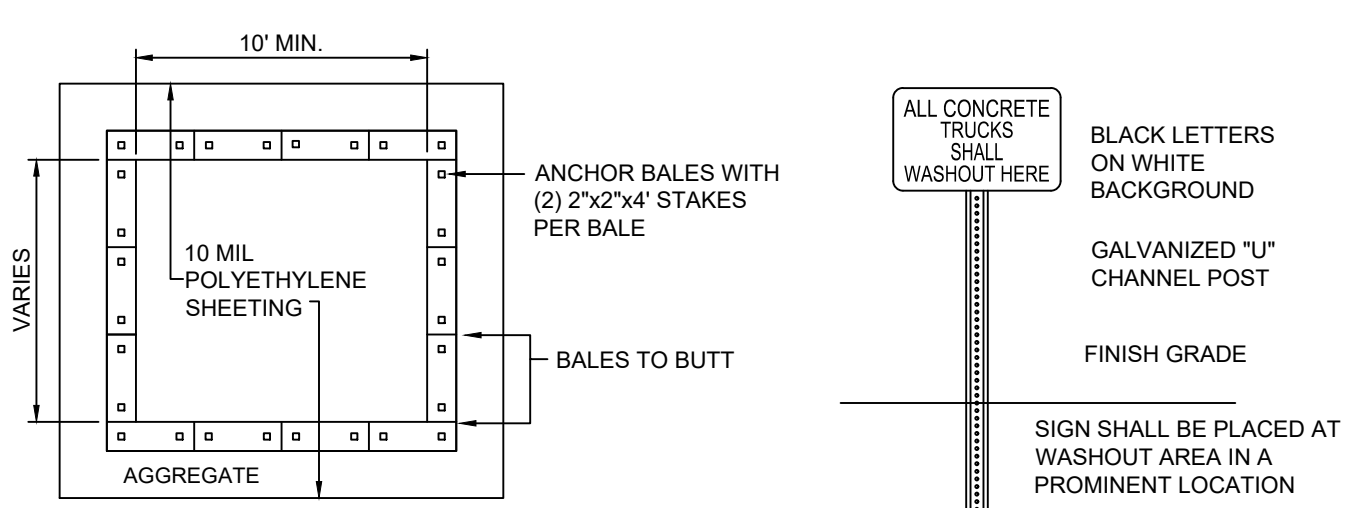 10' MIN.
VARIES
10 MIL
POLYETHYLENE
SHEETING
AGGREGATE
ANCHOR BALES WITH
(2) 2"x2"x4' STAKES
PER BALE
BALES TO BUTT
ALL CONCRETE
TRUCKS
SHALL
WASHOUT HERE
BLACK LETTERS
ON WHITE
BACKGROUND
GALVANIZED "U"
CHANNEL POST
FINISH GRADE
SIGN SHALL BE PLACED AT
WASHOUT AREA IN A
PROMINENT LOCATION